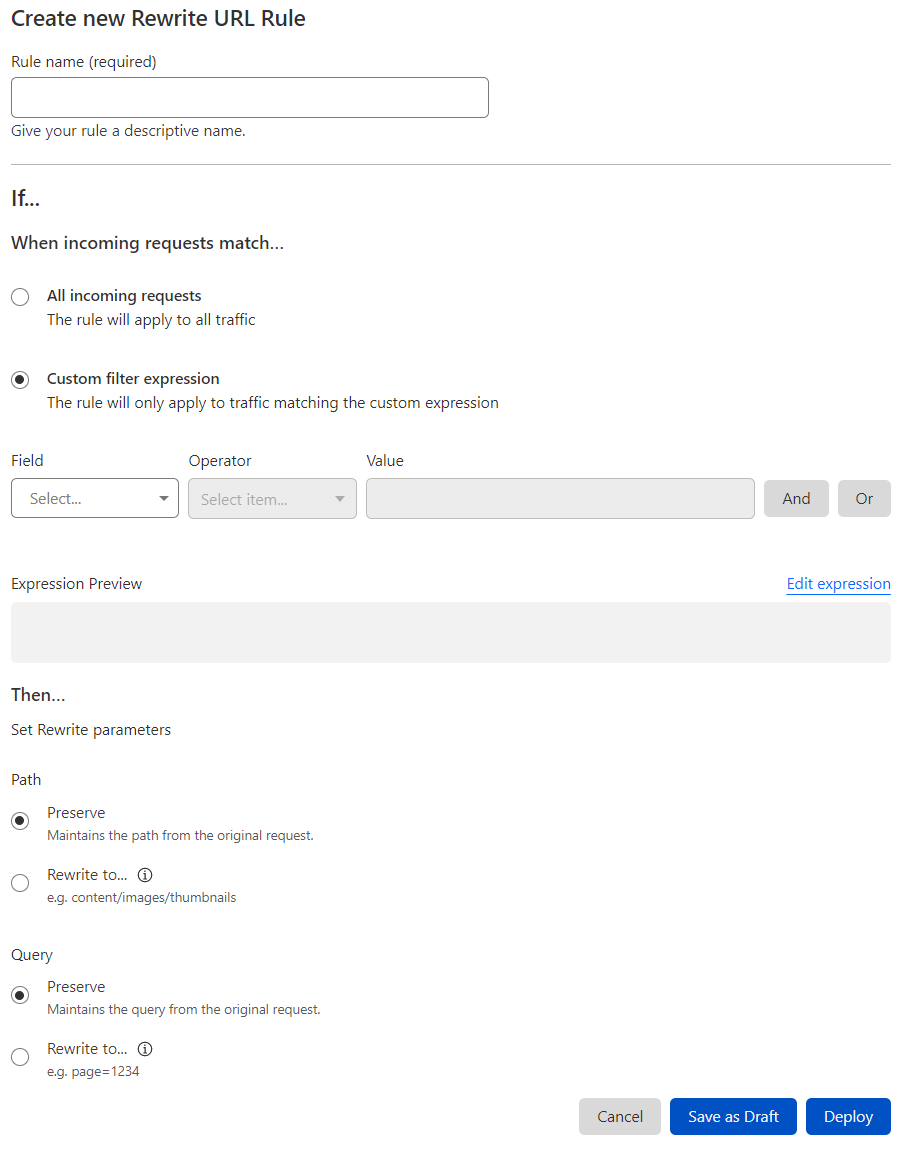 Create new Rewrite URL Rule
Rule name (required)
Give your rule a descriptive name.
If...
When incoming requests match...
All incoming requests
The rule will apply to all traffic
Custom filter expression
The rule will only apply to traffic matching the custom expression
Field Operator Value
Select... Select item... And Or
Expression Preview Edit expression
Then...
Set Rewrite parameters
Path
Preserve
Maintains the path from the original request.
Rewrite to...
e.g. content/images/thumbnails
Query
Preserve
Maintains the query from the original request.
Rewrite to...
e.g. page=1234
Cancel Save as Draft Deploy